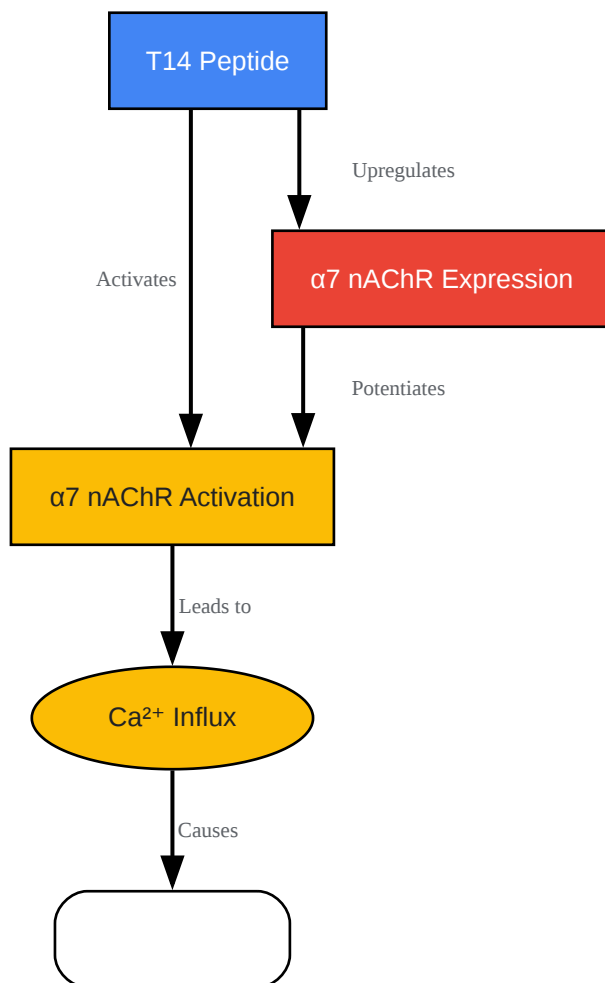 T14 Peptide
Upregulates
Activates
α7 nAChR Expression
Potentiates
α7 nAChR Activation
Leads to
Ca²⁺ Influx
Causes